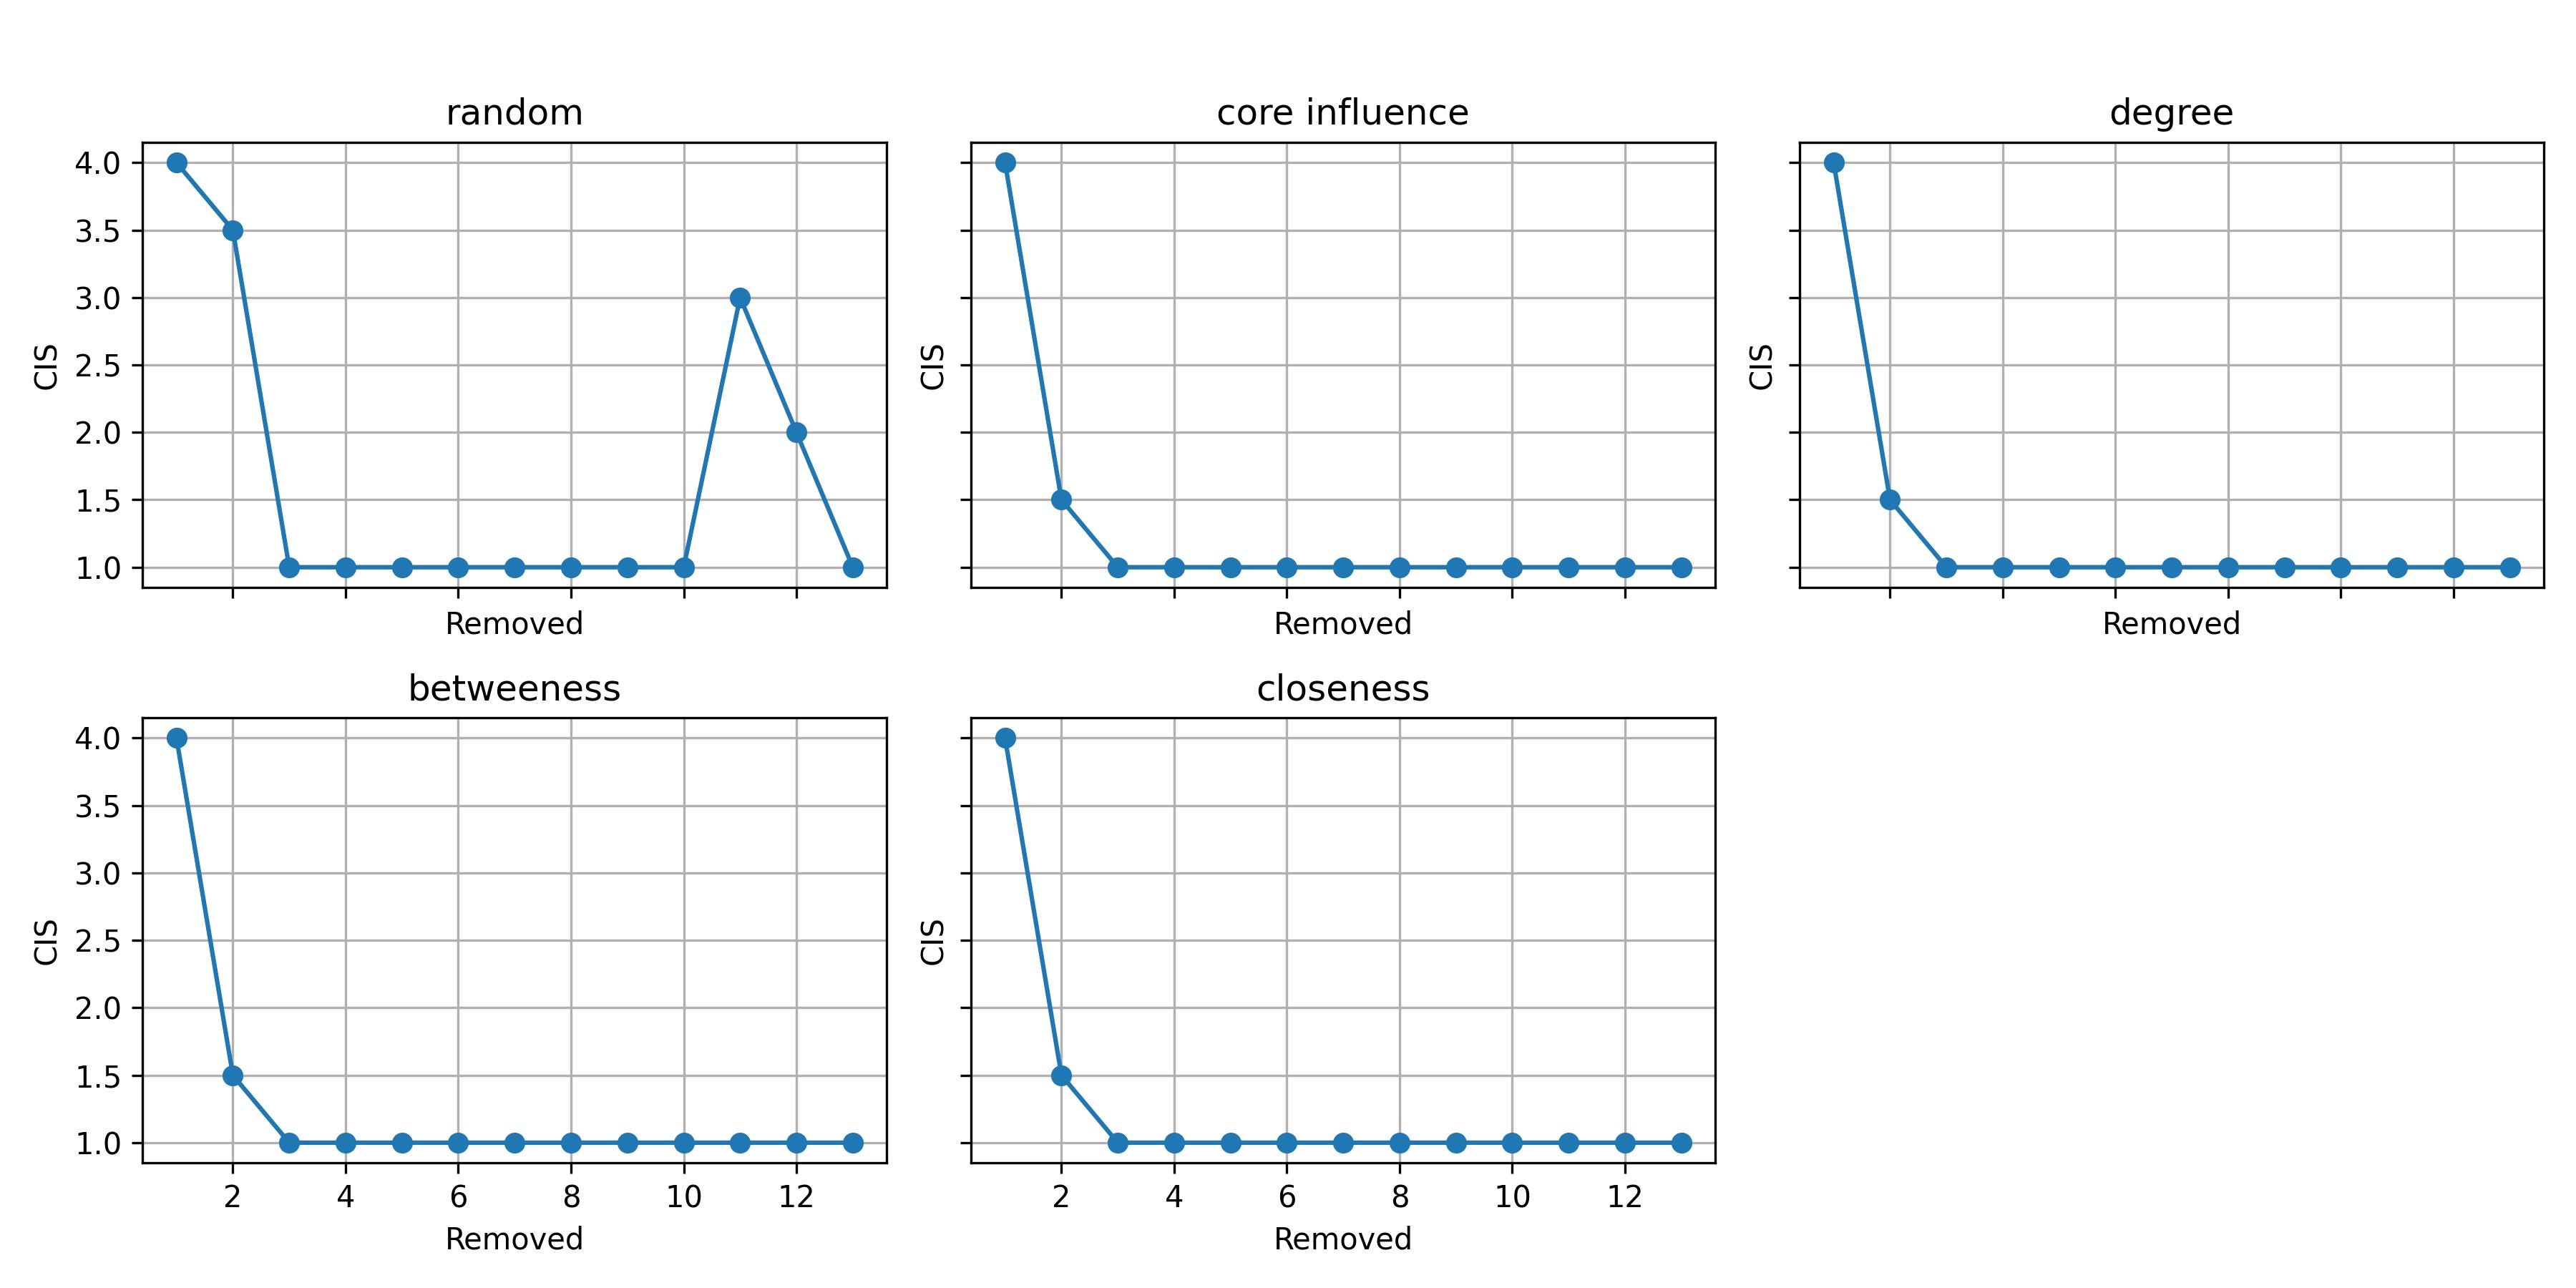 random
4.0
3.5
3.0
2.5
2.0
1.5
1.0
CIS
Removed
core influence
CIS
Removed
degree
CIS
Removed
betweeness
4.0
3.5
3.0
2.5
2.0
1.5
1.0
CIS
2 4 6 8 10 12
Removed
closeness
CIS
2 4 6 8 10 12
Removed